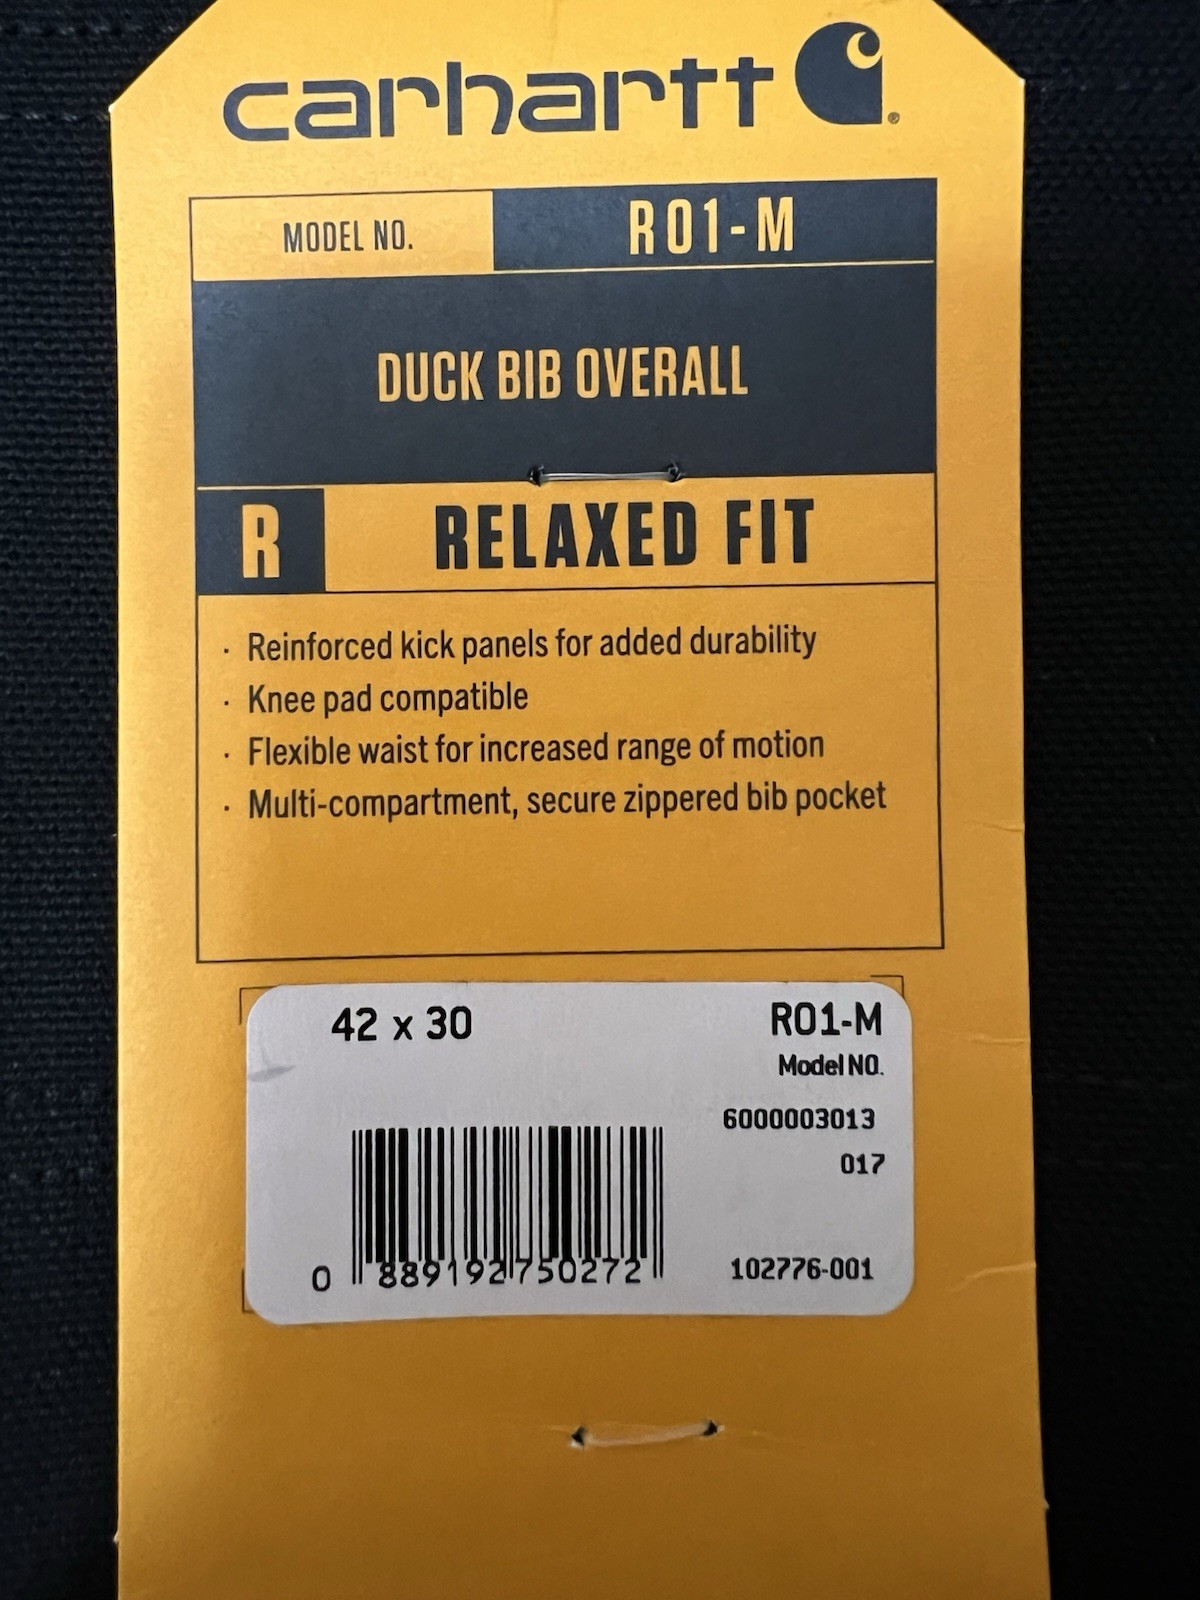 carhartt
MODEL NO. R01-M
DUCK BIB OVERALL
R RELAXED FIT
· Reinforced kick panels for added durability
· Knee pad compatible
· Flexible waist for increased range of motion
· Multi-compartment, secure zippered bib pocket
42 x 30 R01-M
Model NO.
6000003013
017
0 889192750272 102776-001